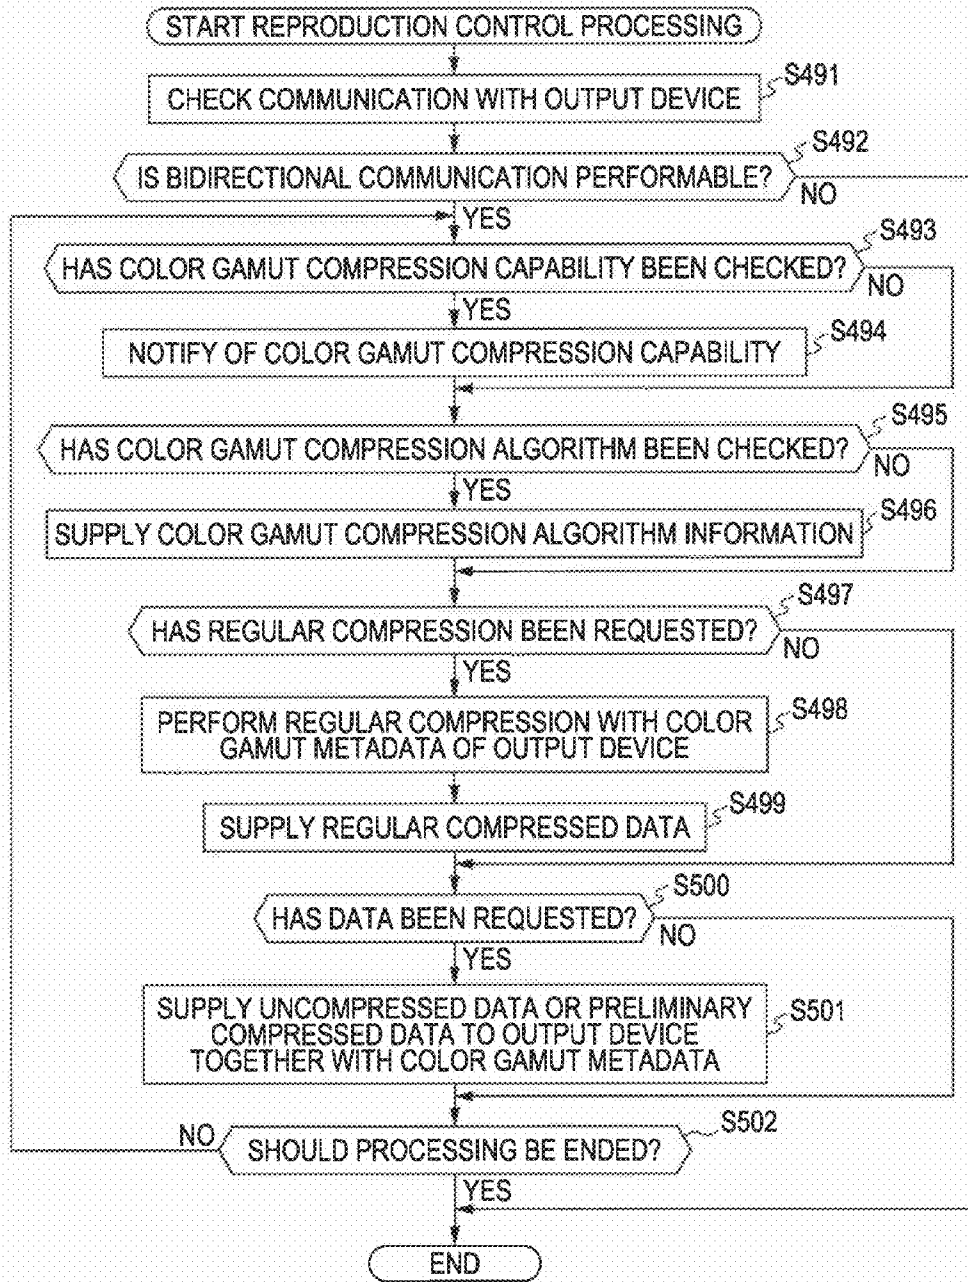 START REPRODUCTION CONTROL PROCESSING
S491
CHECK COMMUNICATION WITH OUTPUT DEVICE
S492
IS BIDIRECTIONAL COMMUNICATION PERFORMABLE?
NO
YES
S493
HAS COLOR GAMUT COMPRESSION CAPABILITY BEEN CHECKED?
NO
YES
S494
NOTIFY OF COLOR GAMUT COMPRESSION CAPABILITY
S495
HAS COLOR GAMUT COMPRESSION ALGORITHM BEEN CHECKED?
NO
YES
S496
SUPPLY COLOR GAMUT COMPRESSION ALGORITHM INFORMATION
S497
HAS REGULAR COMPRESSION BEEN REQUESTED?
NO
YES
S498
PERFORM REGULAR COMPRESSION WITH COLOR
GAMUT METADATA OF OUTPUT DEVICE
S499
SUPPLY REGULAR COMPRESSED DATA
S500
HAS DATA BEEN REQUESTED?
NO
YES
S501
SUPPLY UNCOMPRESSED DATA OR PRELIMINARY
COMPRESSED DATA TO OUTPUT DEVICE
TOGETHER WITH COLOR GAMUT METADATA
S502
NO
SHOULD PROCESSING BE ENDED?
YES
END